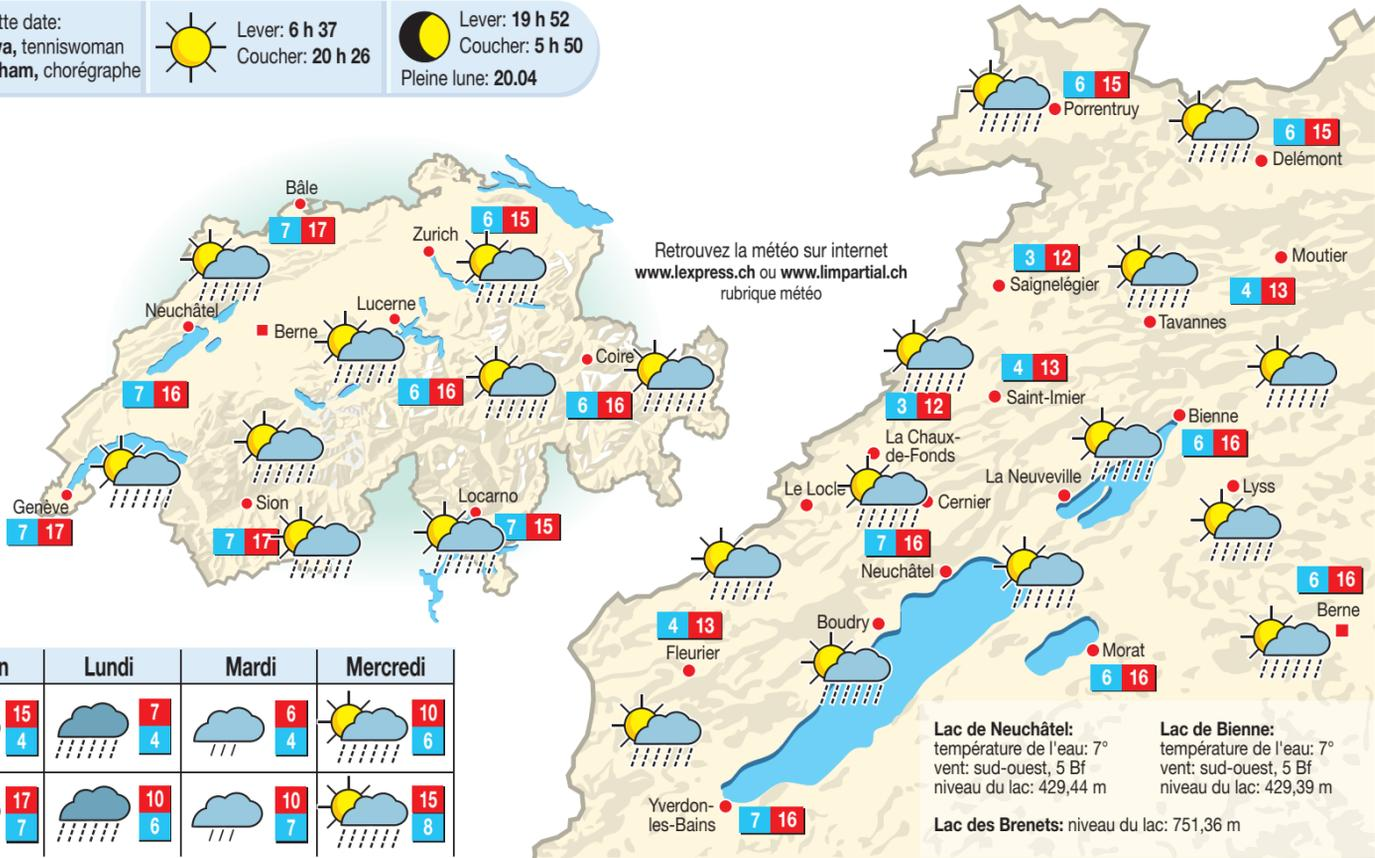 tte date:
va, tenniswoman
ham, chorégraphe
Lever: 6 h 37
Coucher: 20 h 26
Lever: 19 h 52
Coucher: 5 h 50
Pleine lune: 20.04
Bâle
7 17
Zurich
6 15
Neuchâtel
7 16
Berne
Lucerne
6 16
Coire
6 16
Genève
7 17
Sion
7 17
Locarno
7 15
Retrouvez la météo sur internet
www.lexpress.ch ou www.limpartial.ch
rubrique météo
6 15
Porrentruy
6 15
Delémont
3 12
Saignelégier
Moutier
4 13
Tavannes
4 13
Saint-Imier
3 12
La Chaux-
de-Fonds
Bienne
6 16
La Neuveville
Le Locle
Cernier
Lyss
7 16
Neuchâtel
6 16
Berne
4 13
Fleurier
Boudry
Morat
6 16
Yverdon-
les-Bains
7 16
n
Lundi
Mardi
Mercredi
15
4
7
4
6
4
10
6
17
7
10
6
10
7
15
8
Lac de Neuchâtel:
température de l'eau: 7°
vent: sud-ouest, 5 Bf
niveau du lac: 429,44 m
Lac de Bienne:
température de l'eau: 7°
vent: sud-ouest, 5 Bf
niveau du lac: 429,39 m
Lac des Brenets: niveau du lac: 751,36 m